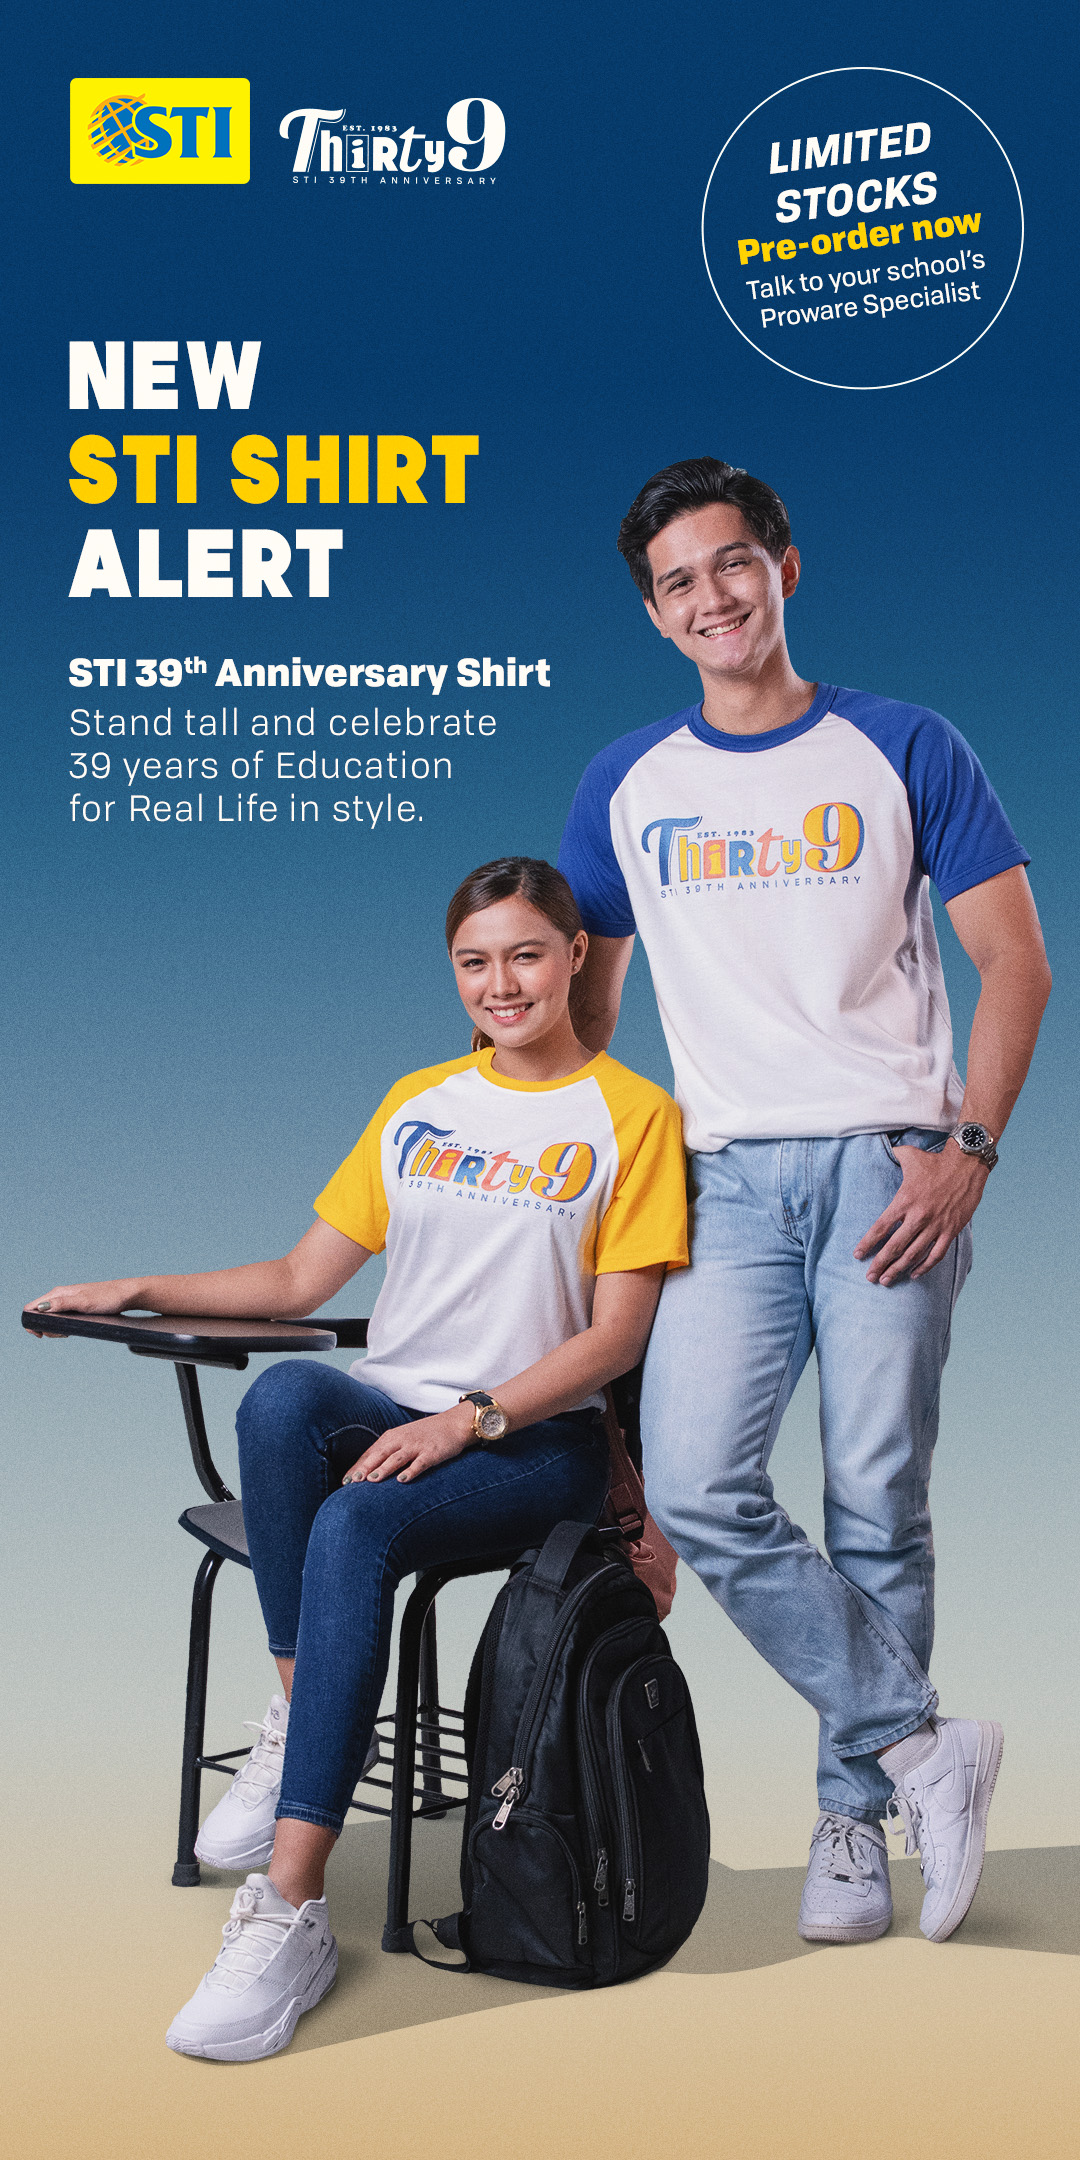 STI
EST. 1983
Thirty9
STI 39TH ANNIVERSARY
LIMITED
STOCKS
Pre-order now
Talk to your school's
Proware Specialist
NEW
STI SHIRT
ALERT
STI 39th Anniversary Shirt
Stand tall and celebrate
39 years of Education
for Real Life in style.
EST. 1983
Thirty9
STI 39TH ANNIVERSARY
EST. 1983
Thirty9
39TH ANNIVERSARY